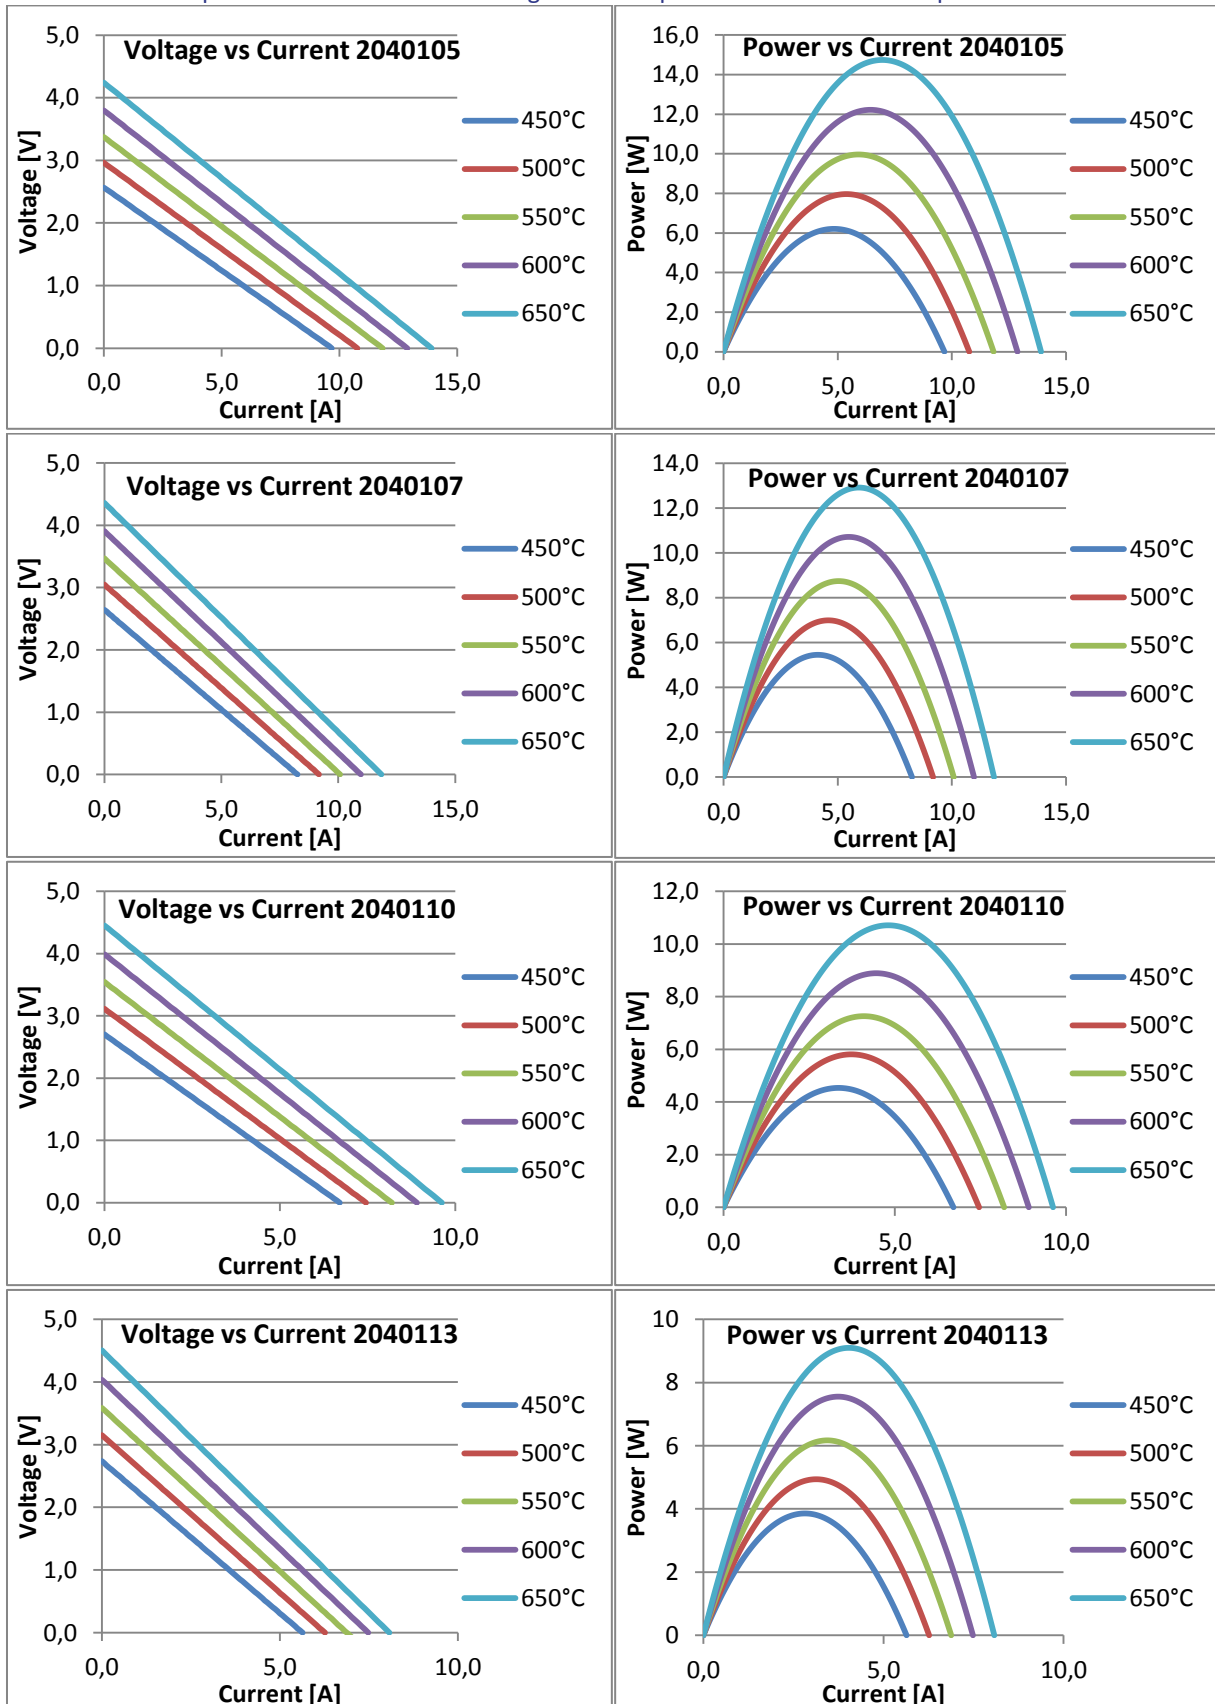 Voltage vs Current 2040105
5,0
4,0
3,0
2,0
1,0
0,0
Voltage [V]
0,0 5,0 10,0 15,0
Current [A]
450°C
500°C
550°C
600°C
650°C
Power vs Current 2040105
16,0
14,0
12,0
10,0
8,0
6,0
4,0
2,0
0,0
Power [W]
0,0 5,0 10,0 15,0
Current [A]
450°C
500°C
550°C
600°C
650°C
Voltage vs Current 2040107
5,0
4,0
3,0
2,0
1,0
0,0
Voltage [V]
0,0 5,0 10,0 15,0
Current [A]
450°C
500°C
550°C
600°C
650°C
Power vs Current 2040107
14,0
12,0
10,0
8,0
6,0
4,0
2,0
0,0
Power [W]
0,0 5,0 10,0 15,0
Current [A]
450°C
500°C
550°C
600°C
650°C
Voltage vs Current 2040110
5,0
4,0
3,0
2,0
1,0
0,0
Voltage [V]
0,0 5,0 10,0
Current [A]
450°C
500°C
550°C
600°C
650°C
Power vs Current 2040110
12,0
10,0
8,0
6,0
4,0
2,0
0,0
Power [W]
0,0 5,0 10,0
Current [A]
450°C
500°C
550°C
600°C
650°C
Voltage vs Current 2040113
5,0
4,0
3,0
2,0
1,0
0,0
Voltage [V]
0,0 5,0 10,0
Current [A]
450°C
500°C
550°C
600°C
650°C
Power vs Current 2040113
10
8
6
4
2
0
Power [W]
0,0 5,0 10,0
Current [A]
450°C
500°C
550°C
600°C
650°C